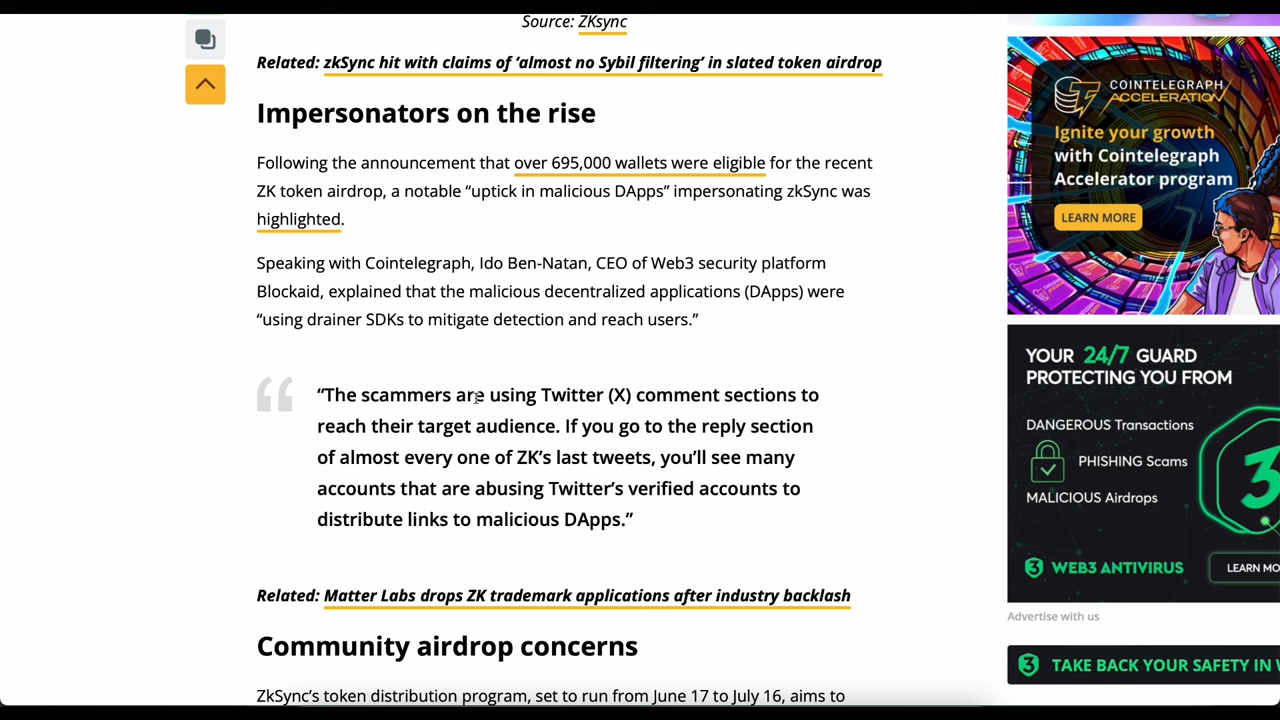 Source: ZKsync
Related: zkSync hit with claims of ‘almost no Sybil filtering’ in slated token airdrop
Impersonators on the rise
Following the announcement that over 695,000 wallets were eligible for the recent
ZK token airdrop, a notable “uptick in malicious DApps” impersonating zkSync was
highlighted.
Speaking with Cointelegraph, Ido Ben-Natan, CEO of Web3 security platform
Blockaid, explained that the malicious decentralized applications (DApps) were
“using drainer SDKs to mitigate detection and reach users.”
“The scammers are using Twitter (X) comment sections to
reach their target audience. If you go to the reply section
of almost every one of ZK’s last tweets, you’ll see many
accounts that are abusing Twitter’s verified accounts to
distribute links to malicious DApps.”
Related: Matter Labs drops ZK trademark applications after industry backlash
Community airdrop concerns
ZkSync’s token distribution program, set to run from June 17 to July 16, aims to
COINTELEGRAPH
ACCELERATION
Ignite your growth
with Cointelegraph
Accelerator program
LEARN MORE
YOUR 24/7 GUARD
PROTECTING YOU FROM
DANGEROUS Transactions
PHISHING Scams
MALICIOUS Airdrops
3
3 WEB3 ANTIVIRUS
LEARN MO
Advertise with us
3 TAKE BACK YOUR SAFETY IN